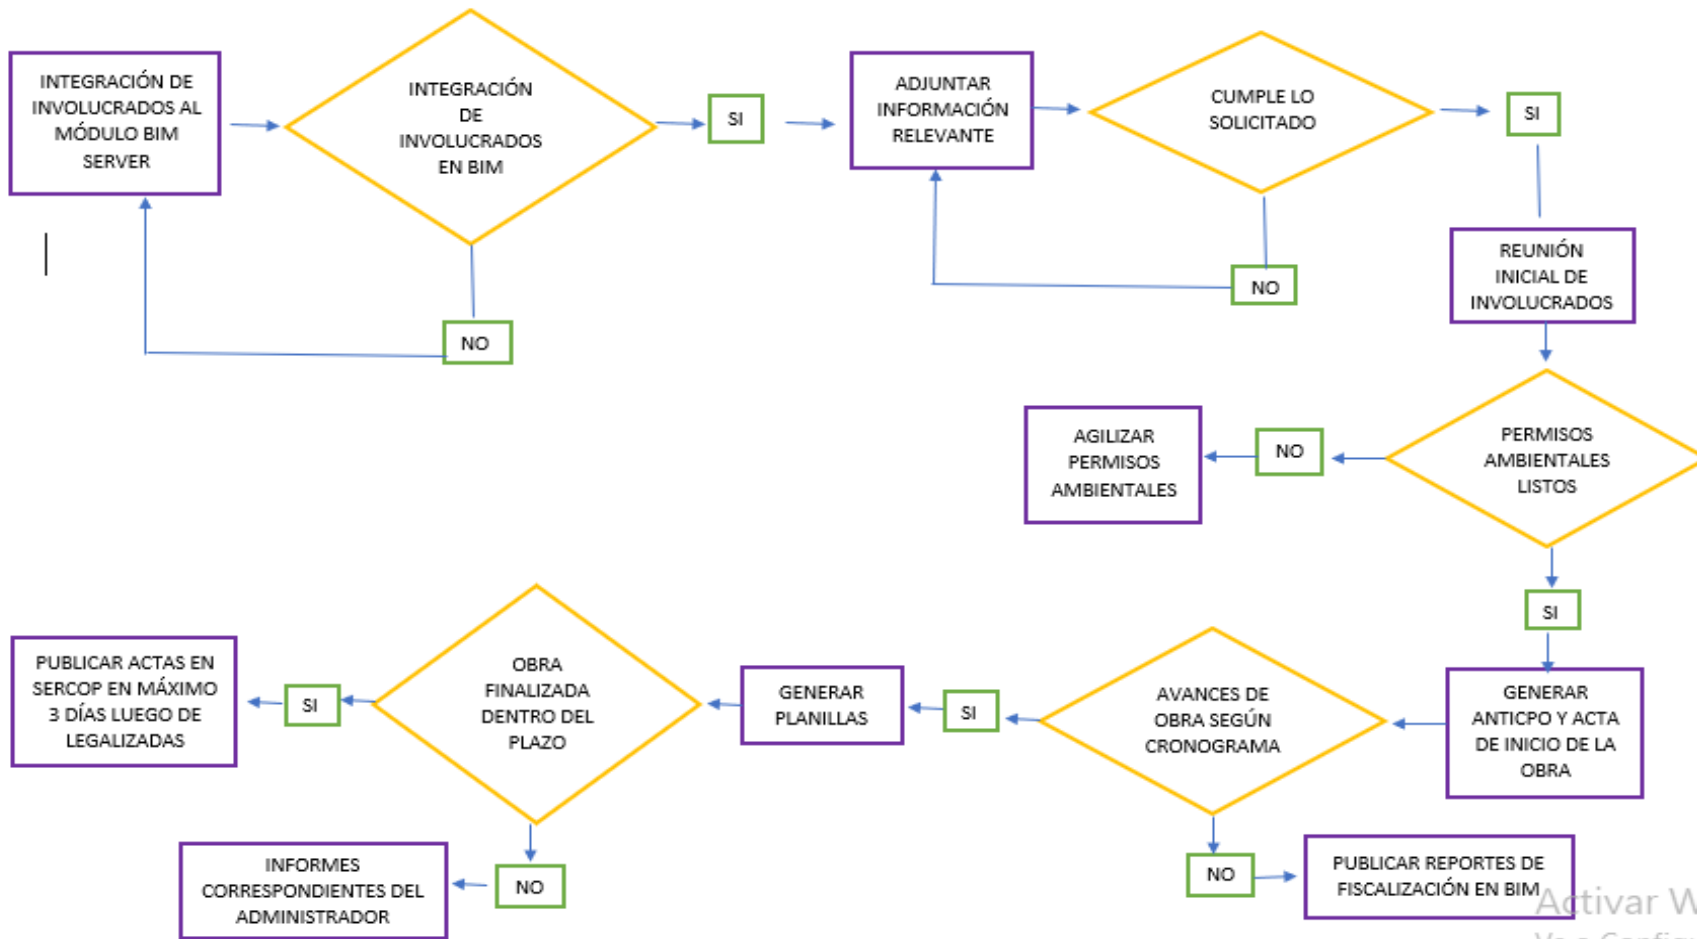 INTEGRACIÓN DE
INVOLUCRADOS AL
MÓDULO BIM
SERVER
INTEGRACIÓN
DE
INVOLUCRADOS
EN BIM
SI
NO
ADJUNTAR
INFORMACIÓN
RELEVANTE
CUMPLE LO
SOLICITADO
SI
NO
REUNIÓN
INICIAL DE
INVOLUCRADOS
PERMISOS
AMBIENTALES
LISTOS
NO
AGILIZAR
PERMISOS
AMBIENTALES
SI
GENERAR
ANTICPO Y ACTA
DE INICIO DE LA
OBRA
AVANCES DE
OBRA SEGÚN
CRONOGRAMA
NO
PUBLICAR REPORTES DE
FISCALIZACIÓN EN BIM
SI
GENERAR
PLANILLAS
OBRA
FINALIZADA
DENTRO DEL
PLAZO
SI
PUBLICAR ACTAS EN
SERCOP EN MÁXIMO
3 DÍAS LUEGO DE
LEGALIZADAS
NO
INFORMES
CORRESPONDIENTES DEL
ADMINISTRADOR
Activar W